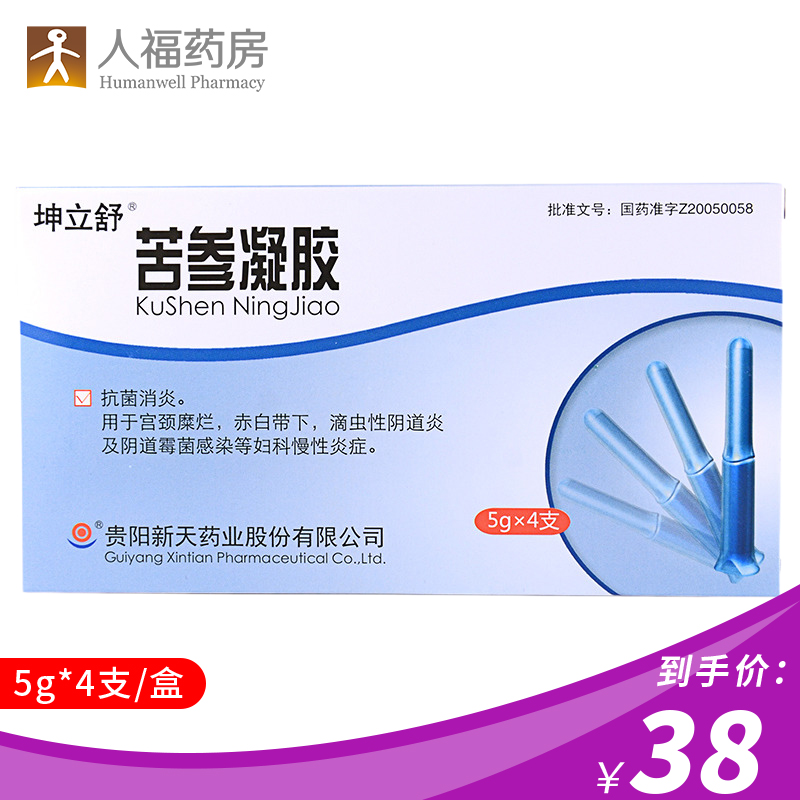 人福药房
Humanwell Pharmacy
坤立舒®
批准文号：国药准字Z20050058
苦参凝胶
KuShen NingJiao
抗菌消炎。
用于宫颈糜烂，赤白带下，滴虫性阴道炎
及阴道霉菌感染等妇科慢性炎症。
5g×4支
®贵阳新天药业股份有限公司
Guiyang Xintian Pharmaceutical Co.,Ltd.
5g*4支/盒
到手价：
￥38